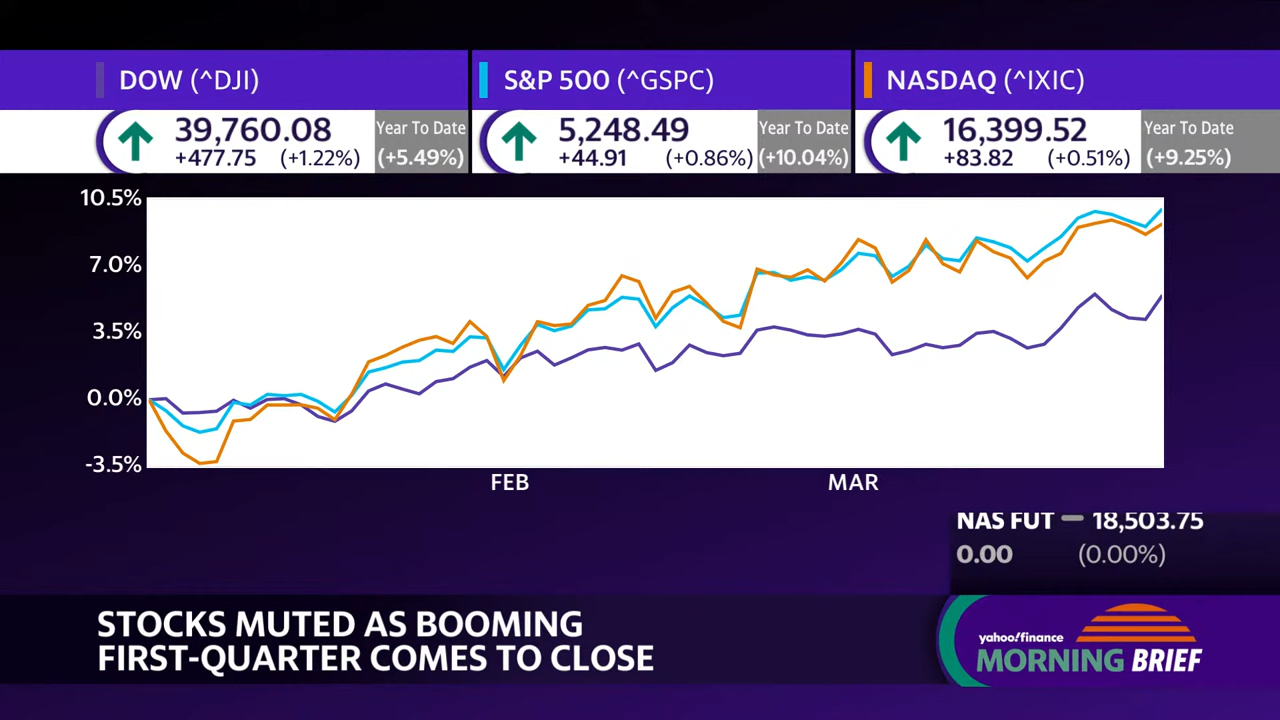 DOW (^DJI)
39,760.08
+477.75 (+1.22%)
Year To Date
(+5.49%)
S&P 500 (^GSPC)
5,248.49
+44.91 (+0.86%)
Year To Date
(+10.04%)
NASDAQ (^IXIC)
16,399.52
+83.82 (+0.51%)
Year To Date
(+9.25%)
10.5%
7.0%
3.5%
0.0%
-3.5%
FEB
MAR
NAS FUT 18,503.75
0.00 (0.00%)
STOCKS MUTED AS BOOMING
FIRST-QUARTER COMES TO CLOSE
yahoo!finance
MORNING BRIEF